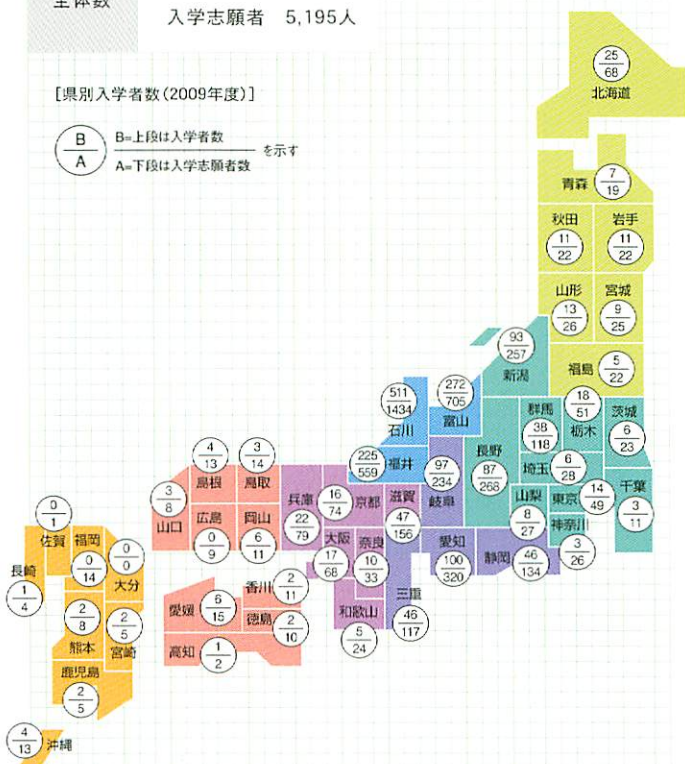 全体数
入学志願者 5,195人
[県別入学者数(2009年度)]
B
A
B=上段は入学者数
A=下段は入学志願者数
を示す
25
68
北海道
青森
7
19
秋田
11
22
岩手
11
22
山形
13
26
宮城
9
25
福島
5
22
93
257
新潟
511
1434
石川
272
705
富山
225
559
福井
18
51
栃木
群馬
38
118
茨城
6
23
長野
87
268
埼玉
6
28
千葉
3
11
山梨
8
27
東京
14
49
神奈川
3
26
97
234
岐阜
静岡
46
134
愛知
100
320
三重
46
117
滋賀
47
156
16
74
京都
兵庫
22
79
大阪
17
68
奈良
10
33
和歌山
5
24
3
14
鳥取
4
13
島根
岡山
6
11
広島
0
9
3
8
山口
香川
2
11
徳島
2
10
愛媛
6
15
高知
1
2
福岡
0
14
0
1
佐賀
長崎
1
4
0
0
大分
2
8
熊本
2
5
宮崎
鹿児島
2
5
4
13
沖縄